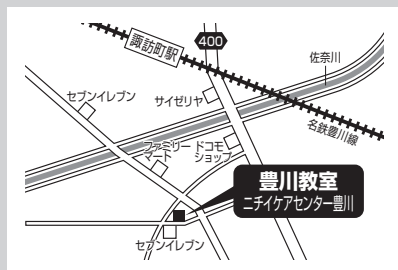 諏訪町駅
400
佐奈川
セブンイレブン
サイゼリヤ
名鉄豊川線
ファミリー
マート
ドコモ
ショップ
豊川教室
ニチイケアセンター豊川
セブンイレブン